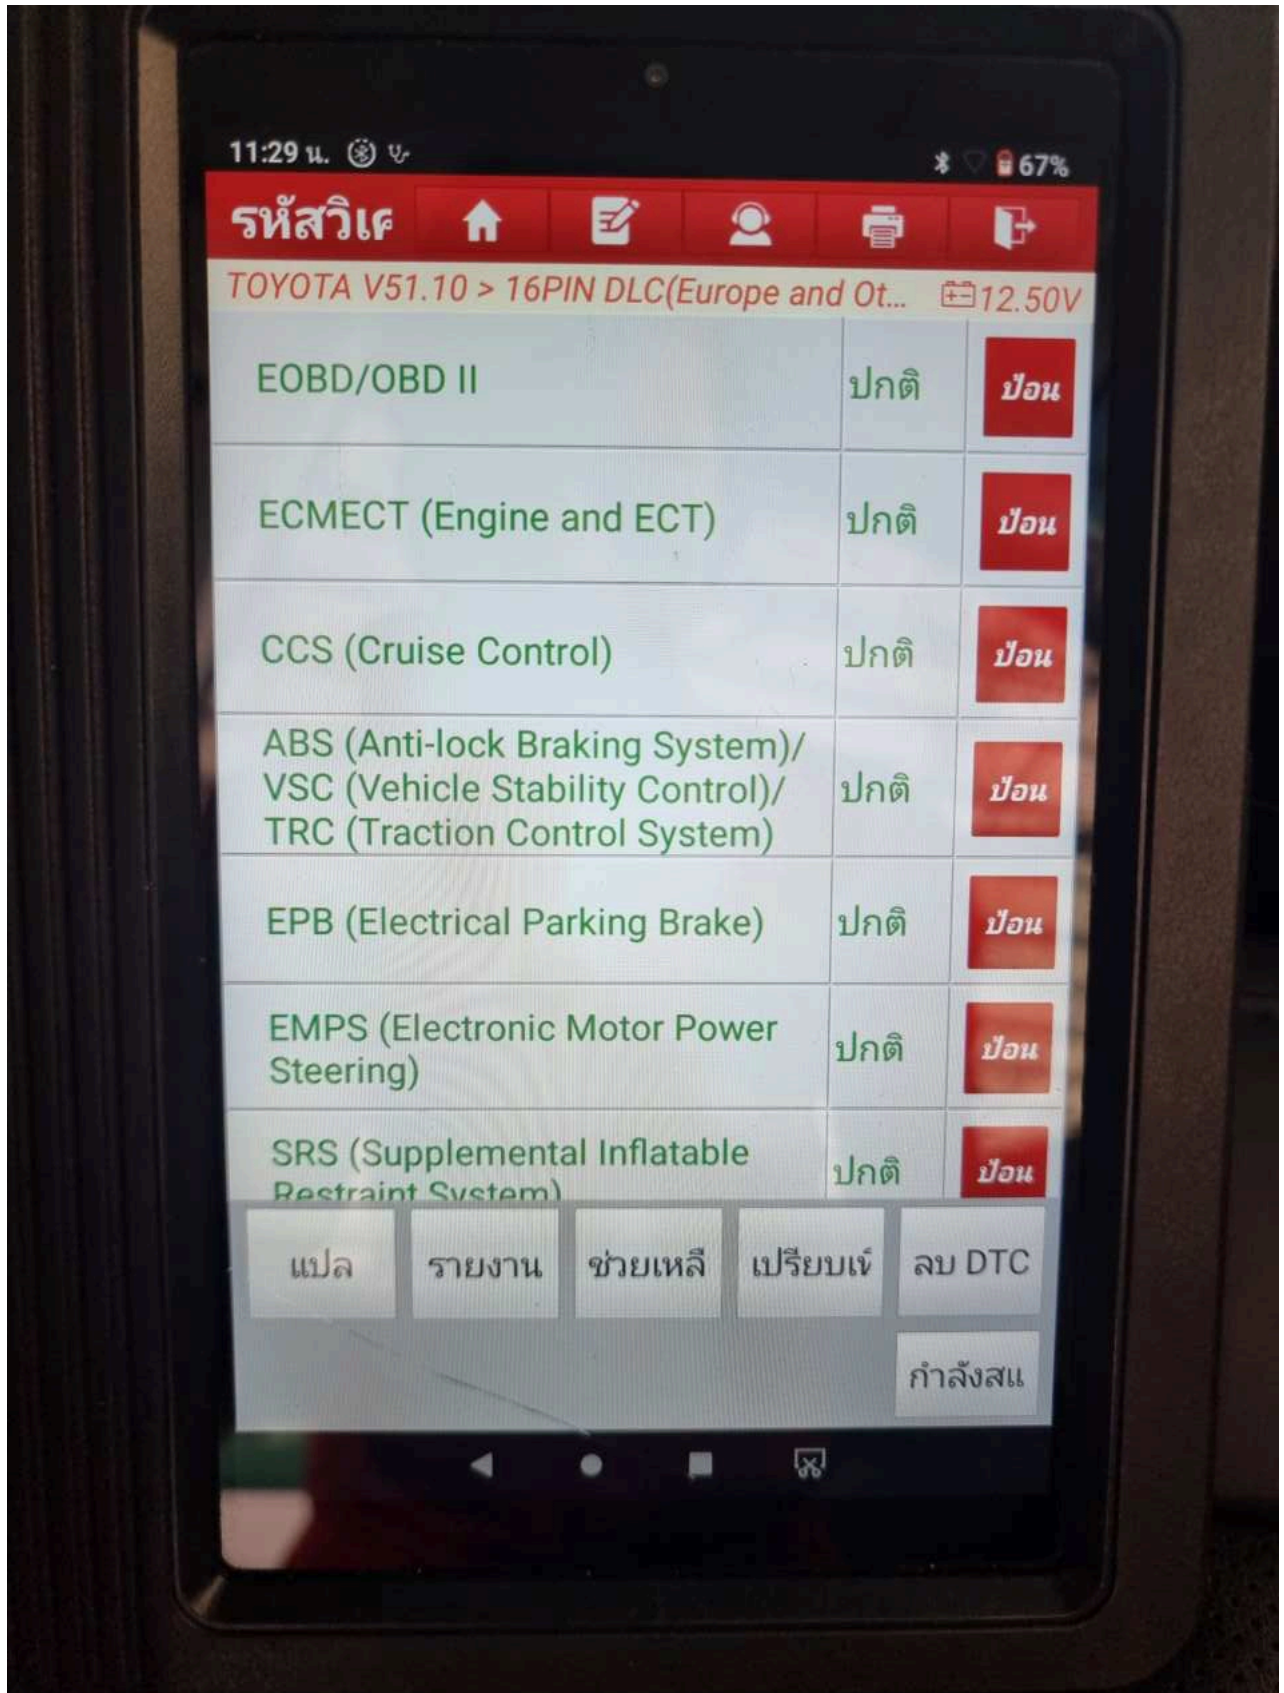 11:29 น.
67%
รหัสวิเค
TOYOTA V51.10 > 16PIN DLC(Europe and Ot...
12.50V
EOBD/OBD II
ปกติ
ป้อน
ECMECT (Engine and ECT)
ปกติ
ป้อน
CCS (Cruise Control)
ปกติ
ป้อน
ABS (Anti-lock Braking System)/
VSC (Vehicle Stability Control)/
TRC (Traction Control System)
ปกติ
ป้อน
EPB (Electrical Parking Brake)
ปกติ
ป้อน
EMPS (Electronic Motor Power
Steering)
ปกติ
ป้อน
SRS (Supplemental Inflatable
Restraint System)
ปกติ
ป้อน
แปล
รายงาน
ช่วยเหลื
เปรียบเที
ลบ DTC
กำลังสแ